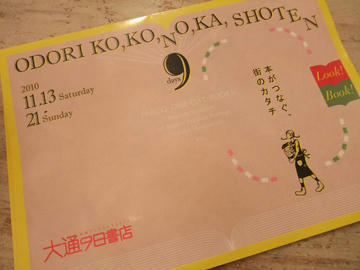 ODORI KO,KO,NO,KA, SHOTEN
2010
11.13 Saturday
21 Sunday
9
days
本がつなぐ、
街のカタチ
Look!
Book!
大通9日書店